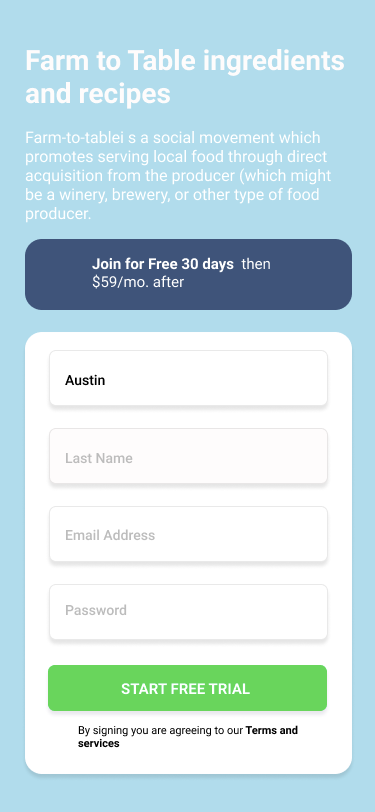 Farm to Table ingredients
and recipes
Farm-to-tablei s a social movement which
promotes serving local food through direct
acquisition from the producer (which might
be a winery, brewery, or other type of food
producer.
Join for Free 30 days then
$59/mo. after
Austin
Last Name
Email Address
Password
START FREE TRIAL
By signing you are agreeing to our Terms and
services